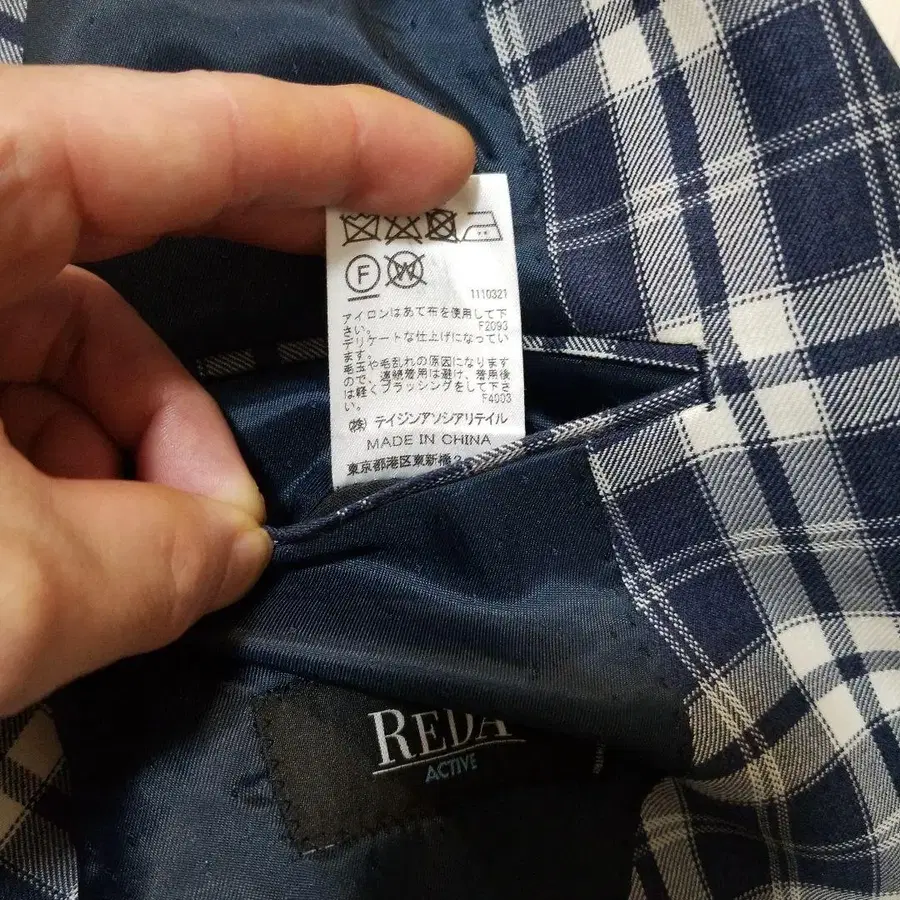 F W
1110321
アイロンはあて布を使用して下
さい。 F2093
デリケートな仕上げになってい
ます。
毛玉や毛乱れの原因になります
ので、連続着用は避け、着用後
は軽くブラッシングをして下さ
い。 F4003
(株) テイジンアソシアリテイル
MADE IN CHINA
東京都港区東新橋2
REDA
ACTIVE